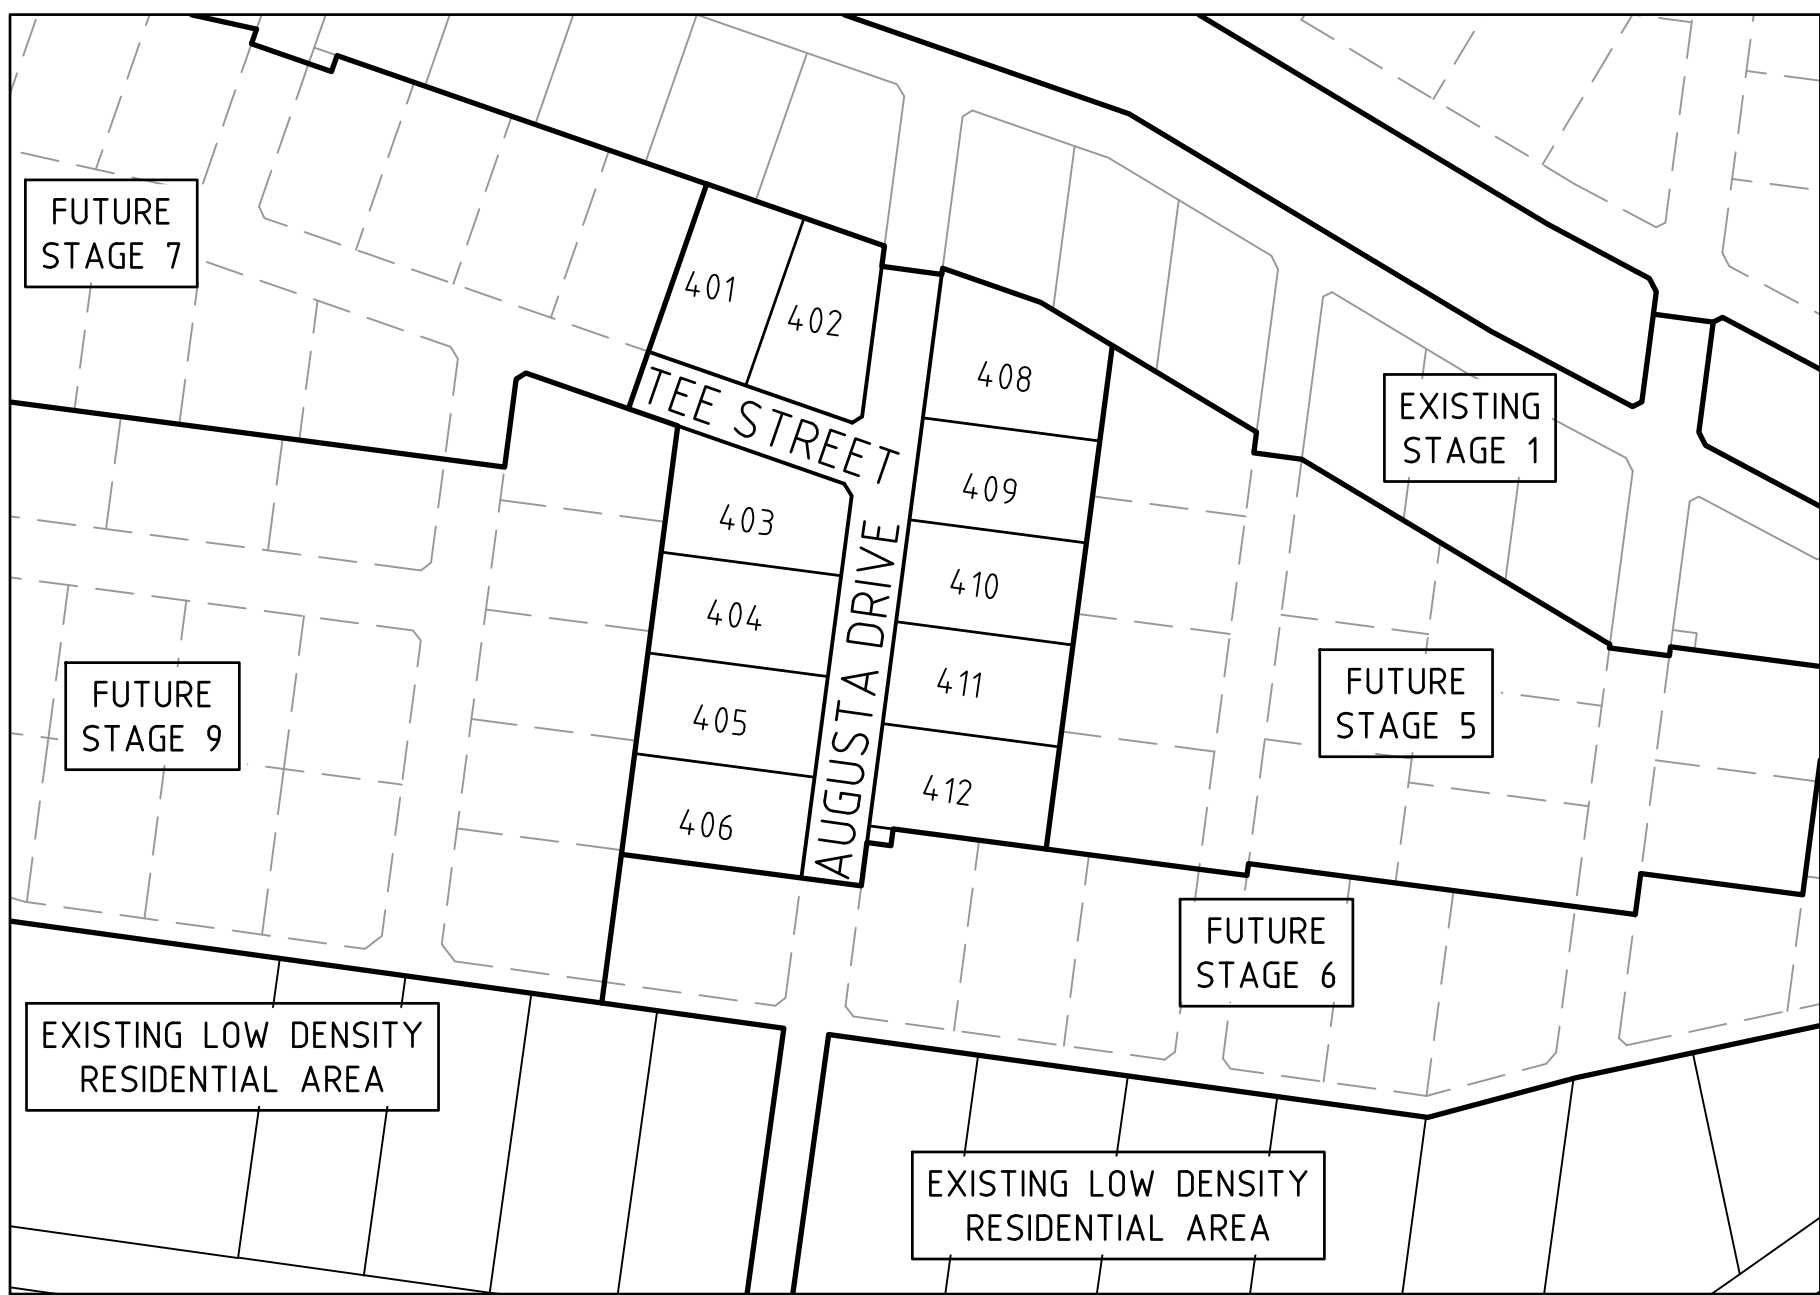 FUTURE
STAGE 7
401
402
TEE STREET
408
EXISTING
STAGE 1
403
409
404
410
AUGUSTA DRIVE
FUTURE
STAGE 9
405
411
FUTURE
STAGE 5
406
412
FUTURE
STAGE 6
EXISTING LOW DENSITY
RESIDENTIAL AREA
EXISTING LOW DENSITY
RESIDENTIAL AREA